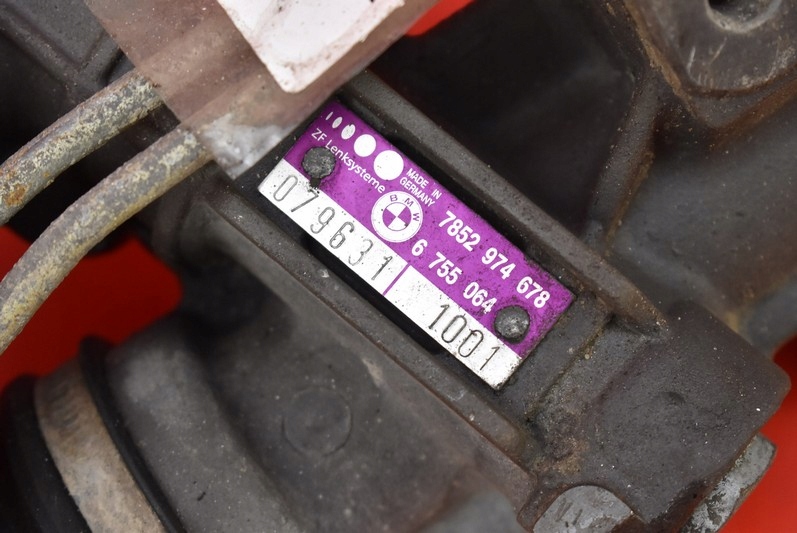 ZF Lenksysteme
MADE IN
GERMANY
BMW
7852 974 678
6 755 064
079631
1001